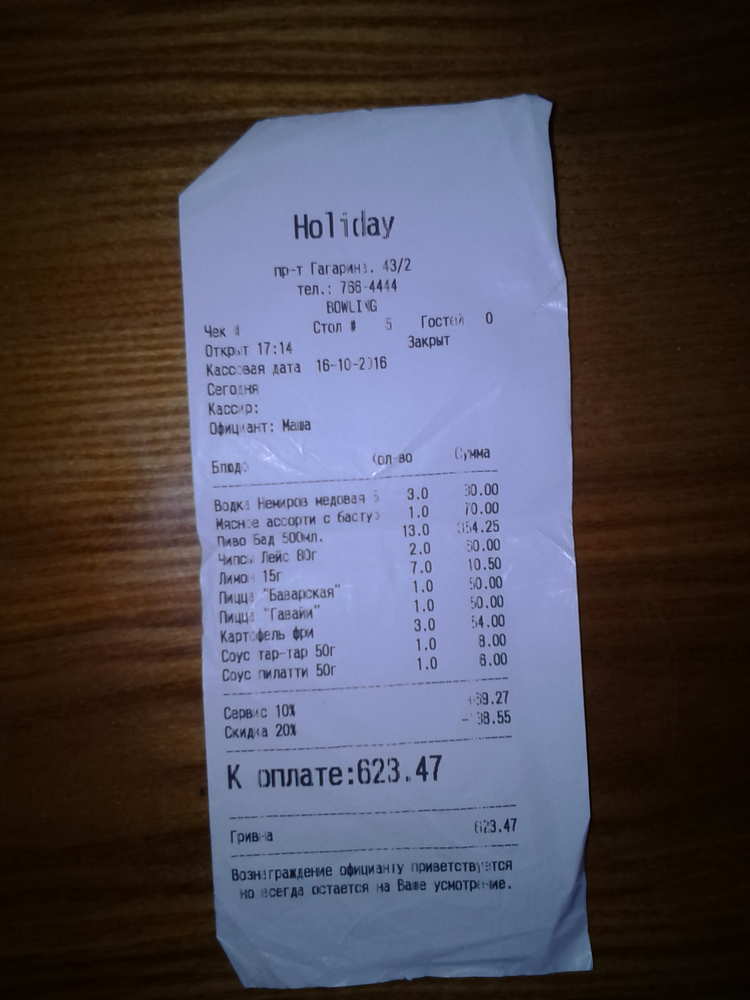 Holiday
пр-т Гагарина. 43/2
тел.: 766-4444
BOWLING
Чек # Стол # 5 Гостей 0
Открыт 17:14 Закрыт
Кассовая дата 16-10-2016
Сегодня
Кассир:
Официант: Маша
Блюдо Кол-во Сумма
Водка Немиров медовая 5 3.0 30.00
Мясное ассорти с бастур 1.0 70.00
Пиво Бад 500мл. 13.0 354.25
Чипсы Лейс 80г 2.0 60.00
Лимон 15г 7.0 10.50
Пицца "Баварская" 1.0 50.00
Пицца "Гавайи" 1.0 50.00
Картофель фри 3.0 54.00
Соус тар-тар 50г 1.0 8.00
Соус пилатти 50г 1.0 6.00
Сервис 10% +69.27
Скидка 20% -138.55
К оплате:623.47
Гривна 623.47
Вознаграждение официанту приветствуется
но всегда остается на Ваше усмотрение.